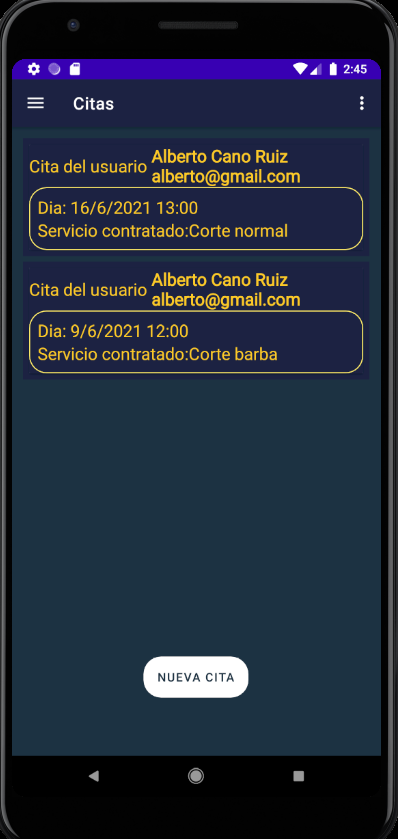 2:45
Citas
Cita del usuario Alberto Cano Ruiz
alberto@gmail.com
Dia: 16/6/2021 13:00
Servicio contratado:Corte normal
Cita del usuario Alberto Cano Ruiz
alberto@gmail.com
Dia: 9/6/2021 12:00
Servicio contratado:Corte barba
NUEVA CITA